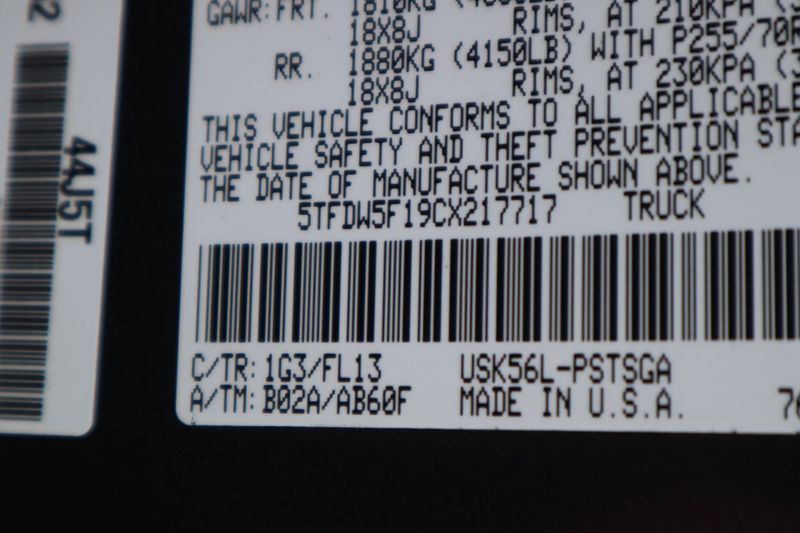 GAWR: FRT. 1810KG
18X8J RIMS, AT 210KPA
RR. 1880KG (4150LB) WITH P255/70R
18X8J RIMS, AT 230KPA
THIS VEHICLE CONFORMS TO ALL APPLICABLE
VEHICLE SAFETY AND THEFT PREVENTION STA
THE DATE OF MANUFACTURE SHOWN ABOVE.
5TFDW5F19CX217717 TRUCK
C/TR: 1G3/FL13 USK56L-PSTSGA
A/TM: B02A/AB60F MADE IN U.S.A.
44J5T